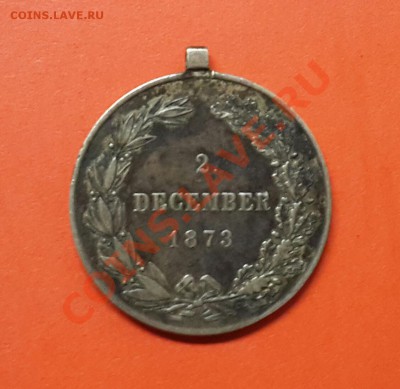 COINS.LAVE.RU
2
DECEMBER
1873
COINS.LAVE.RU